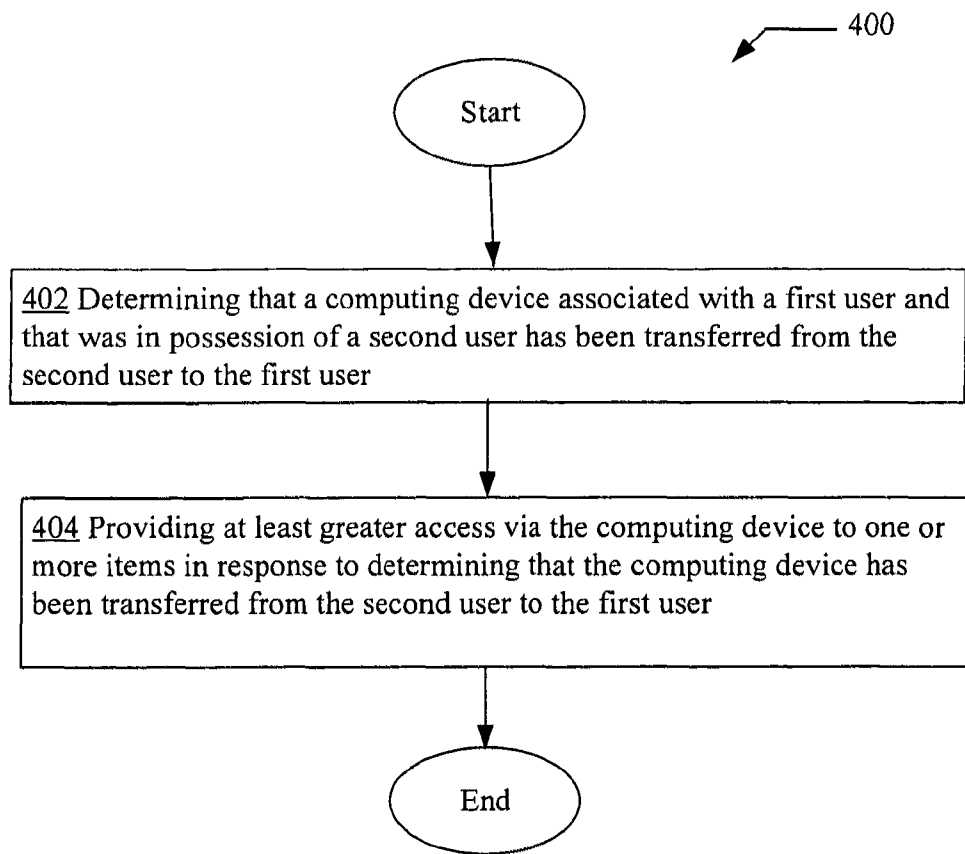 400
Start
402 Determining that a computing device associated with a first user and
that was in possession of a second user has been transferred from the
second user to the first user
404 Providing at least greater access via the computing device to one or
more items in response to determining that the computing device has
been transferred from the second user to the first user
End